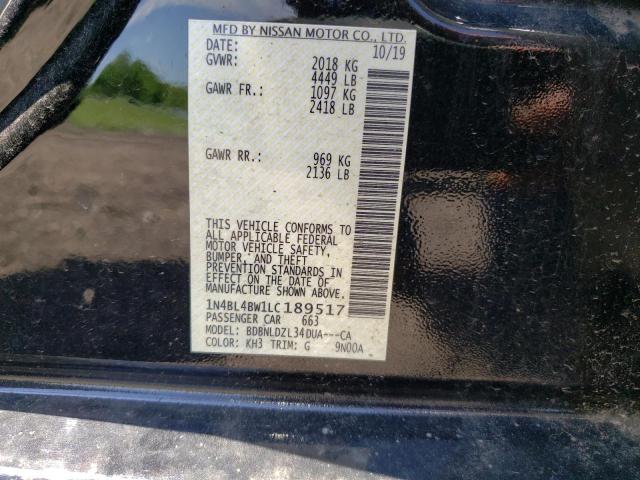 MFD BY NISSAN MOTOR CO., LTD.
DATE: 10/19
GVWR: 2018 KG
4449 LB
GAWR FR.: 1097 KG
2418 LB
GAWR RR.: 969 KG
2136 LB
THIS VEHICLE CONFORMS TO
ALL APPLICABLE FEDERAL
MOTOR VEHICLE SAFETY,
BUMPER, AND THEFT
PREVENTION STANDARDS IN
EFFECT ON THE DATE OF
MANUFACTURE SHOWN ABOVE.
1N4BL4BW1LC189517
PASSENGER CAR 663
MODEL: BDBNLDZL34DUA---CA
COLOR: KH3 TRIM: G 9N00A